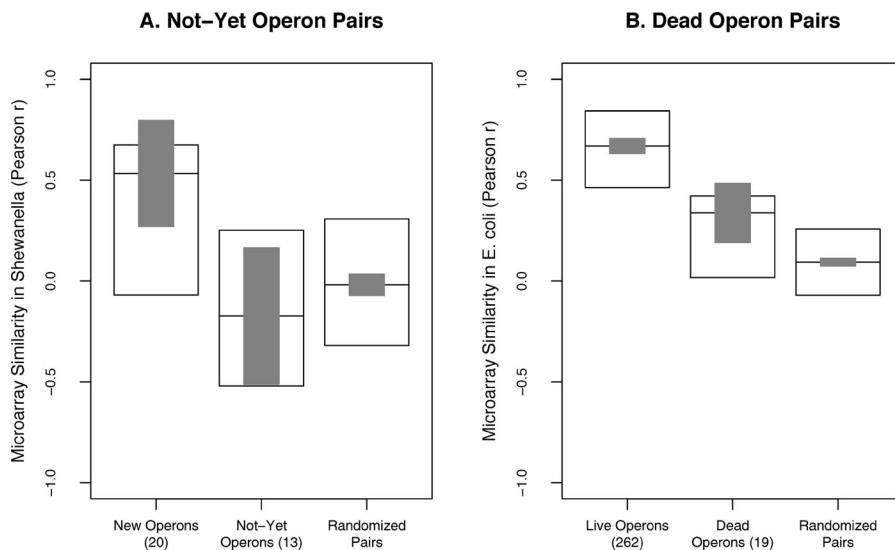 A. Not–Yet Operon Pairs
Microarray Similarity in Shewanella (Pearson r)
1.0
0.5
0.0
−0.5
−1.0
New Operons
(20)
Not–Yet
Operons (13)
Randomized
Pairs
B. Dead Operon Pairs
Microarray Similarity in E. coli (Pearson r)
1.0
0.5
0.0
−0.5
−1.0
Live Operons
(262)
Dead
Operons (19)
Randomized
Pairs